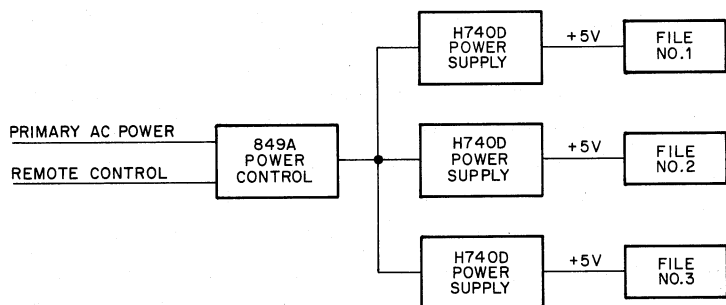 H740D
POWER
SUPPLY
+5V
FILE
NO.1
PRIMARY AC POWER
REMOTE CONTROL
849A
POWER
CONTROL
H740D
POWER
SUPPLY
+5V
FILE
NO.2
H740D
POWER
SUPPLY
+5V
FILE
NO.3